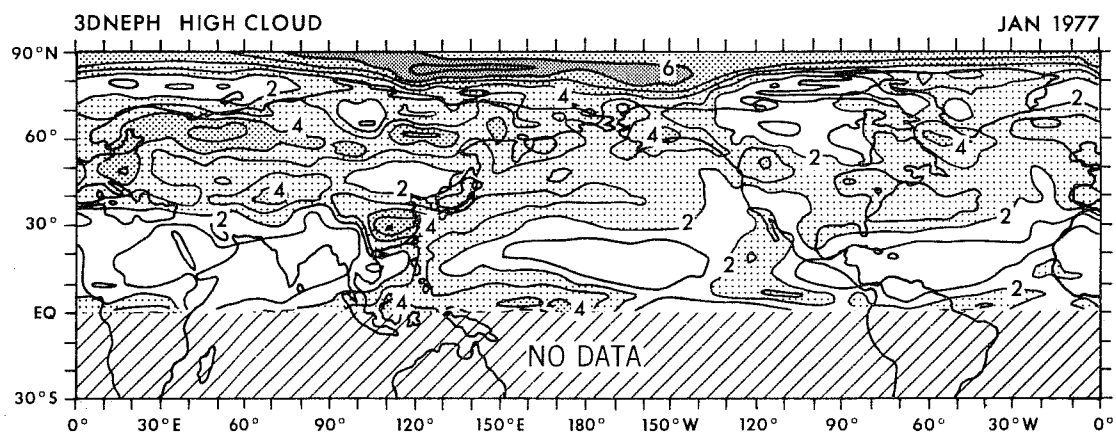 3DNEPH HIGH CLOUD JAN 1977
90°N 6
2 4 2
60° 4 4 4
2
4 2
30° 2 4 2 2
2
EQ 4 4 2
NO DATA
30°S
0° 30°E 60° 90° 120° 150°E 180° 150°W 120° 90° 60° 30°W 0°